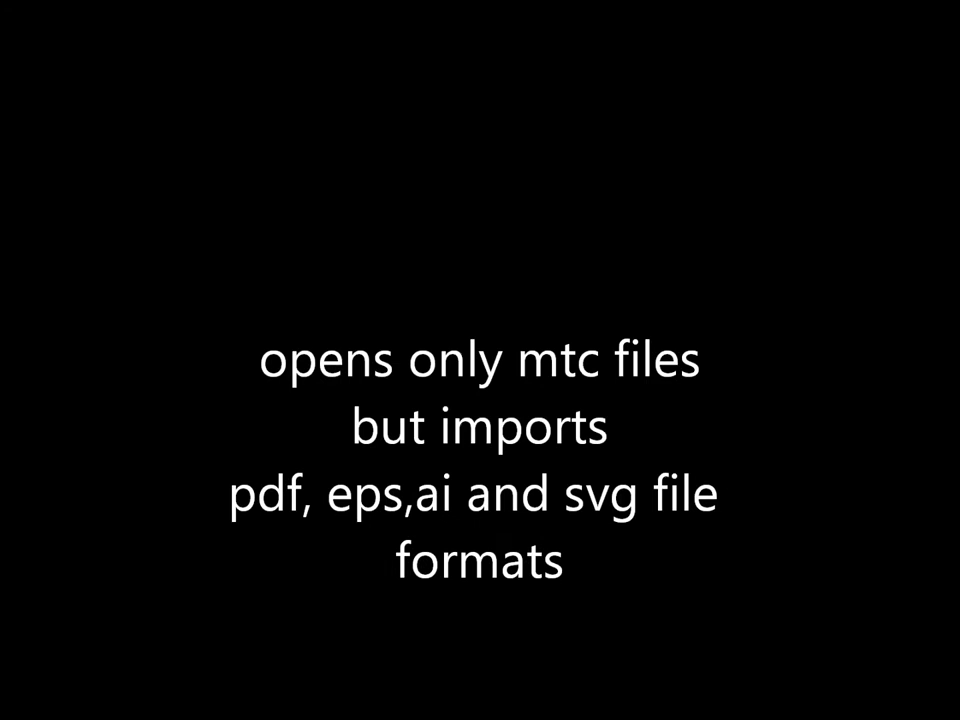 opens only mtc files
but imports
pdf, eps,ai and svg file
formats